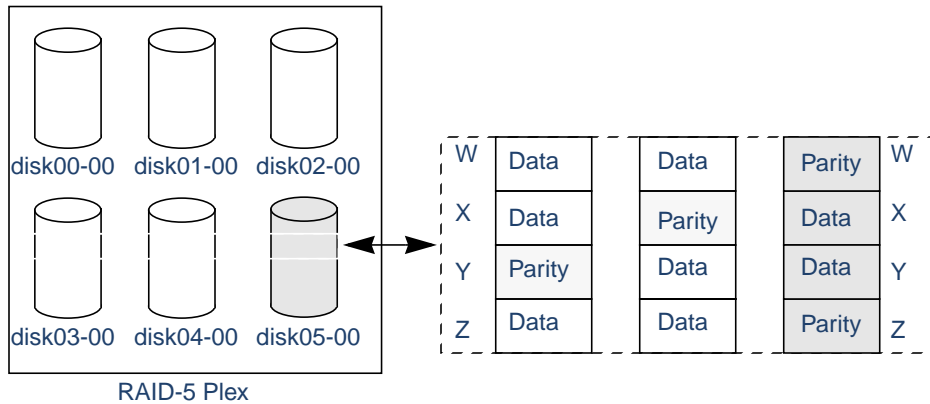 disk00-00 disk01-00 disk02-00
disk03-00 disk04-00 disk05-00
RAID-5 Plex
W Data Data Parity W
X Data Parity Data X
Y Parity Data Data Y
Z Data Data Parity Z